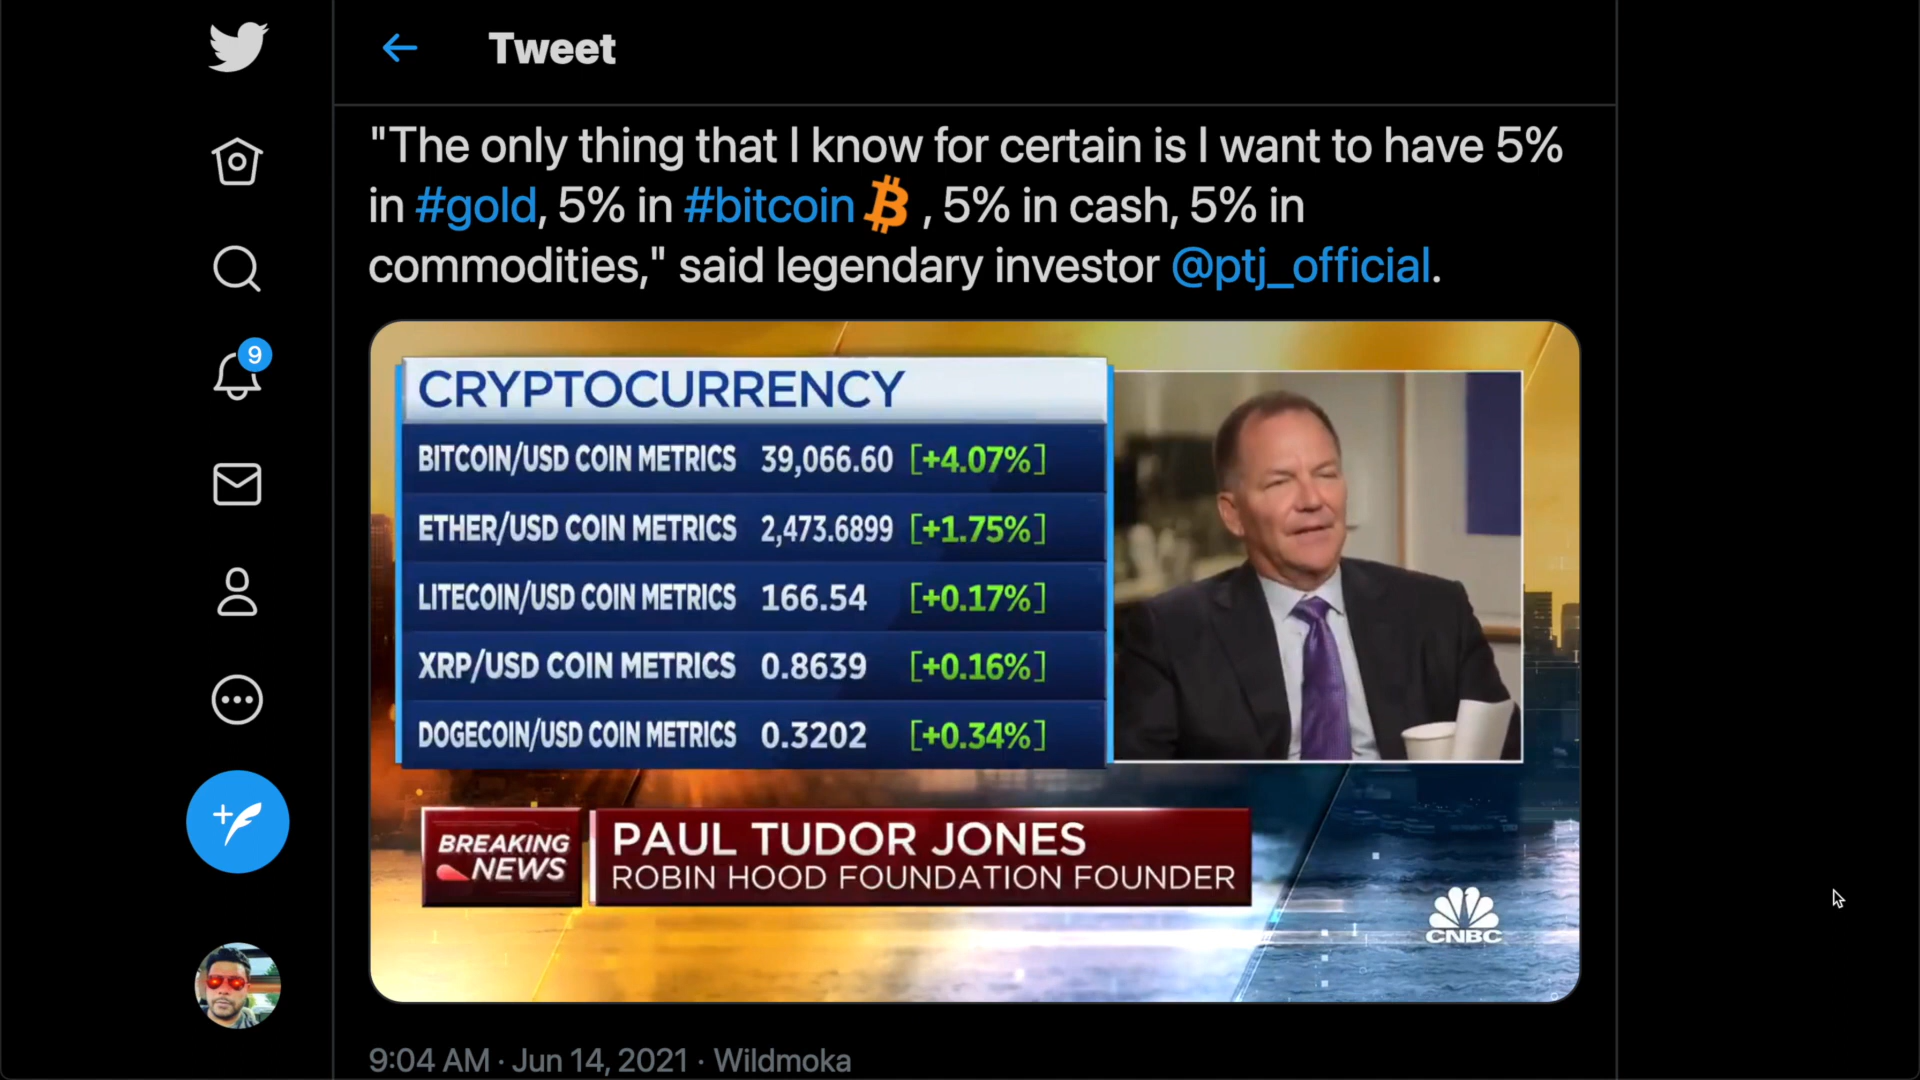 Tweet
"The only thing that I know for certain is I want to have 5%
in #gold, 5% in #bitcoin , 5% in cash, 5% in
commodities," said legendary investor @ptj_official.
9
CRYPTOCURRENCY
BITCOIN/USD COIN METRICS 39,066.60 [+4.07%]
ETHER/USD COIN METRICS 2,473.6899 [+1.75%]
LITECOIN/USD COIN METRICS 166.54 [+0.17%]
XRP/USD COIN METRICS 0.8639 [+0.16%]
DOGECOIN/USD COIN METRICS 0.3202 [+0.34%]
BREAKING
NEWS
PAUL TUDOR JONES
ROBIN HOOD FOUNDATION FOUNDER
CNBC
9:04 AM · Jun 14, 2021 · Wildmoka